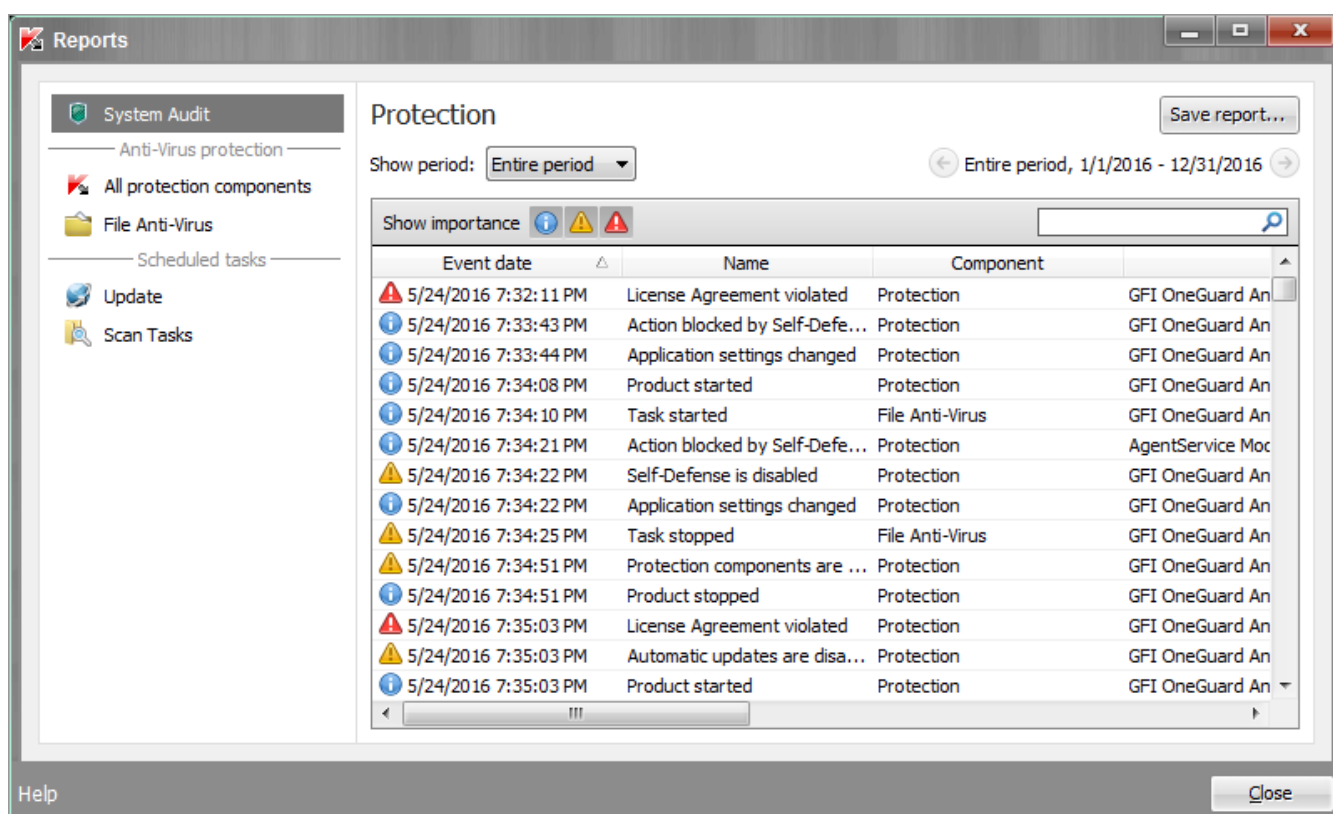 Reports
System Audit
Anti-Virus protection
All protection components
File Anti-Virus
Scheduled tasks
Update
Scan Tasks
Protection
Save report...
Show period: Entire period
Entire period, 1/1/2016 - 12/31/2016
Show importance
Event date Name Component
5/24/2016 7:32:11 PM License Agreement violated Protection GFI OneGuard An
5/24/2016 7:33:43 PM Action blocked by Self-Defe... Protection GFI OneGuard An
5/24/2016 7:33:44 PM Application settings changed Protection GFI OneGuard An
5/24/2016 7:34:08 PM Product started Protection GFI OneGuard An
5/24/2016 7:34:10 PM Task started File Anti-Virus GFI OneGuard An
5/24/2016 7:34:21 PM Action blocked by Self-Defe... Protection AgentService Moc
5/24/2016 7:34:22 PM Self-Defense is disabled Protection GFI OneGuard An
5/24/2016 7:34:22 PM Application settings changed Protection GFI OneGuard An
5/24/2016 7:34:25 PM Task stopped File Anti-Virus GFI OneGuard An
5/24/2016 7:34:51 PM Protection components are ... Protection GFI OneGuard An
5/24/2016 7:34:51 PM Product stopped Protection GFI OneGuard An
5/24/2016 7:35:03 PM License Agreement violated Protection GFI OneGuard An
5/24/2016 7:35:03 PM Automatic updates are disa... Protection GFI OneGuard An
5/24/2016 7:35:03 PM Product started Protection GFI OneGuard An
Help
Close